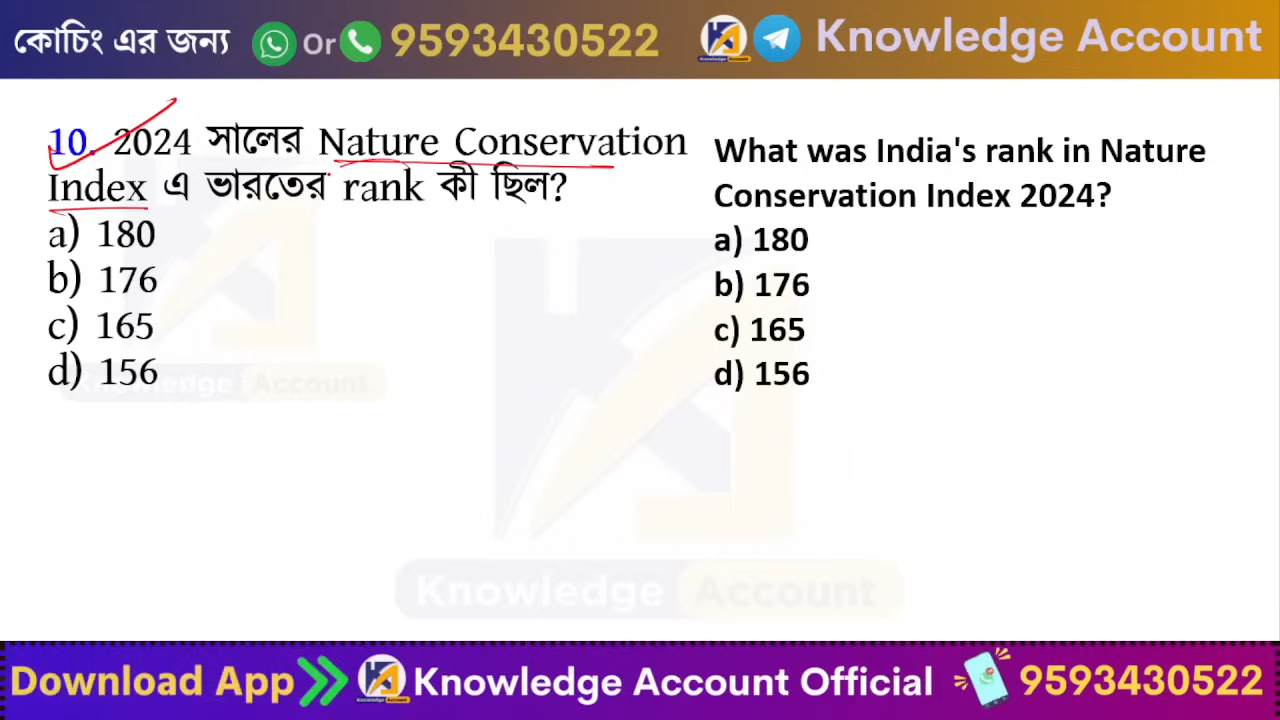 কোচিং এর জন্য Or 9593430522 Knowledge Account
10. 2024 সালের Nature Conservation
Index এ ভারতের rank কী ছিল?
a) 180
b) 176
c) 165
d) 156
What was India's rank in Nature
Conservation Index 2024?
a) 180
b) 176
c) 165
d) 156
Knowledge Account
Knowledge Account
Download App Knowledge Account Official 9593430522